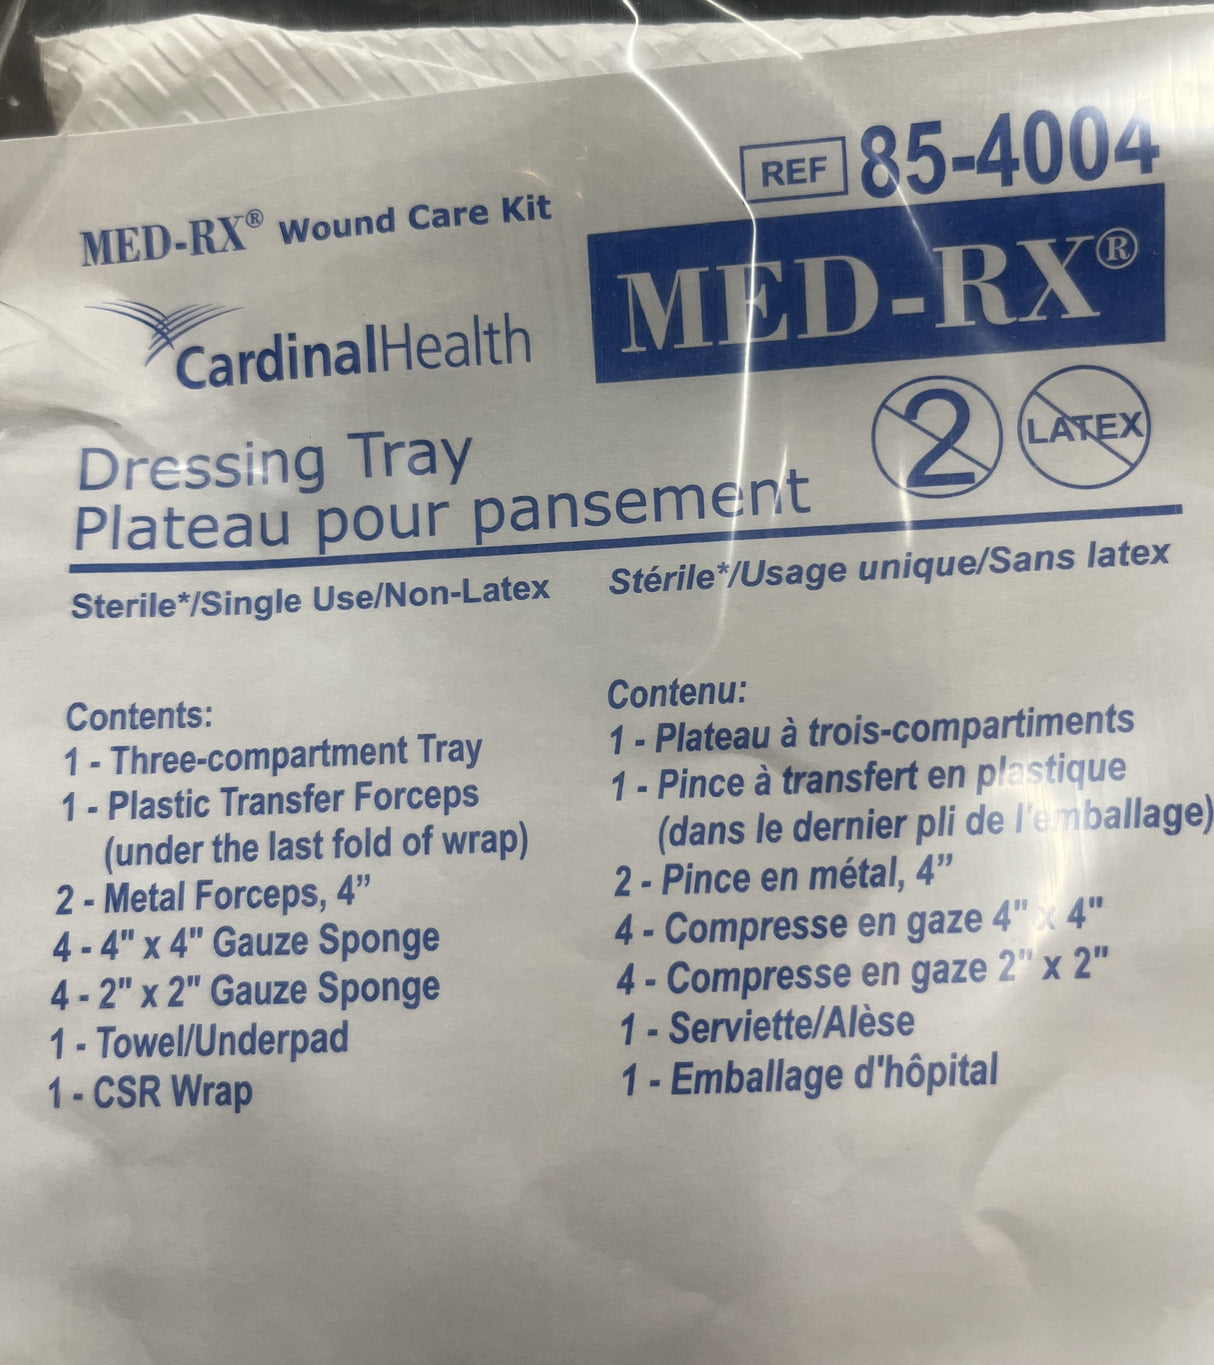 REF 85-4004
MED-RX® Wound Care Kit
MED-RX®
CardinalHealth
2
LATEX
Dressing Tray
Plateau pour pansement
Sterile*/Single Use/Non-Latex
Stérile*/Usage unique/Sans latex
Contents:
1 - Three-compartment Tray
1 - Plastic Transfer Forceps
(under the last fold of wrap)
2 - Metal Forceps, 4”
4 - 4" x 4" Gauze Sponge
4 - 2" x 2" Gauze Sponge
1 - Towel/Underpad
1 - CSR Wrap
Contenu:
1 - Plateau à trois-compartiments
1 - Pince à transfert en plastique
(dans le dernier pli de l'emballage)
2 - Pince en métal, 4”
4 - Compresse en gaze 4" x 4"
4 - Compresse en gaze 2" x 2"
1 - Serviette/Alèse
1 - Emballage d'hôpital